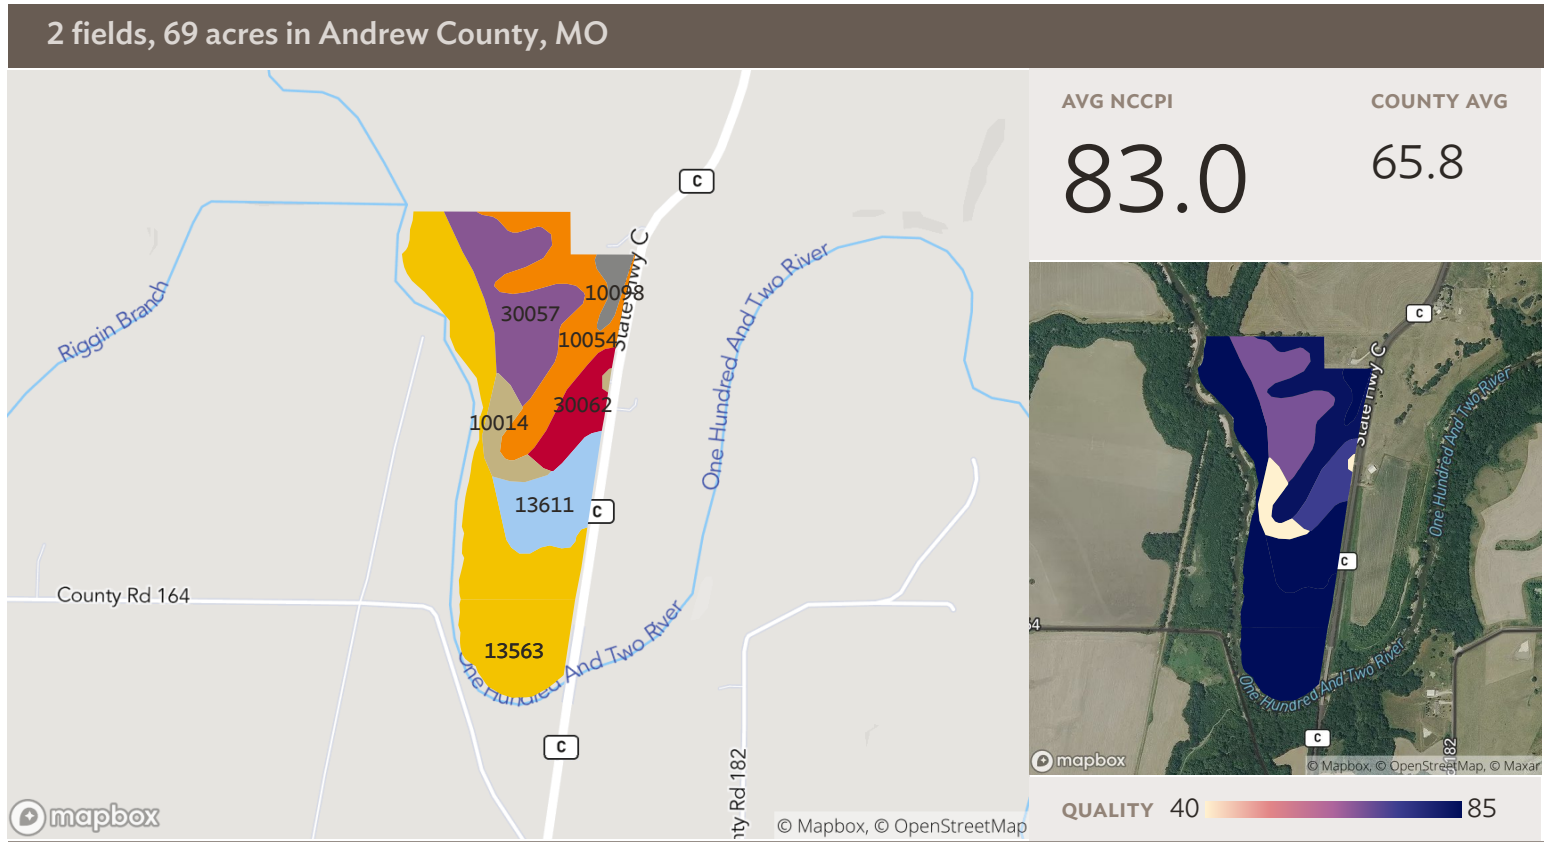 2 fields, 69 acres in Andrew County, MO
C
State Hwy C
Riggin Branch
One Hundred And Two River
10098
30057
10054
30062
10014
13611
C
County Rd 164
13563
One Hundred And Two River
C
nty Rd 182
mapbox
© Mapbox, © OpenStreetMap
AVG NCCPI
COUNTY AVG
83.0
65.8
C
State Hwy C
One Hundred And Two River
C
64
One Hundred And Two River
C
182
mapbox
© Mapbox, © OpenStreetMap, © Maxar
QUALITY 40 85